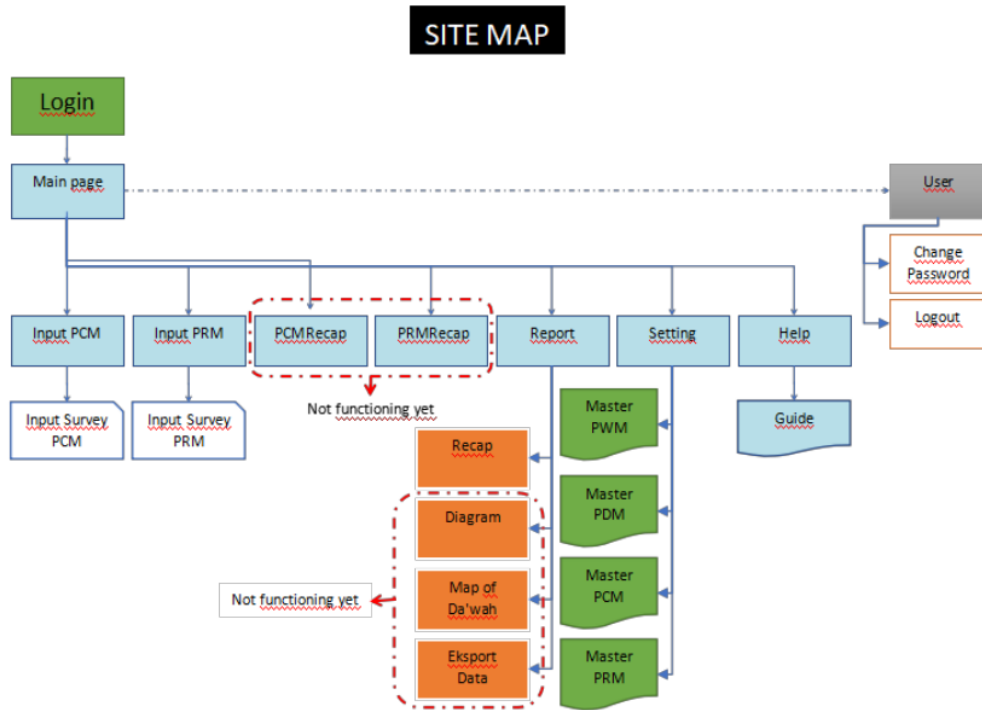 SITE MAP
Login
Main page
User
Change
Password
Logout
Input PCM
Input PRM
PCMRecap
PRMRecap
Report
Setting
Help
Not functioning yet
Input Survey
PCM
Input Survey
PRM
Guide
Recap
Diagram
Map of
Da'wah
Eksport
Data
Not functioning yet
Master
PWM
Master
PDM
Master
PCM
Master
PRM